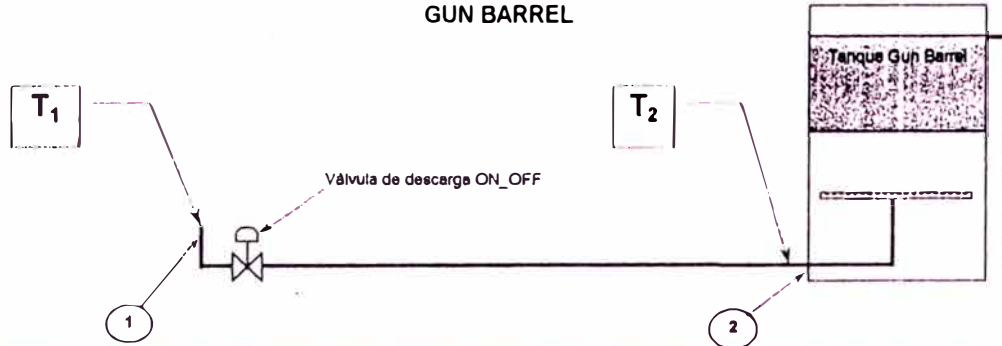 GUN BARREL
Tanque Gun Barrel
T₁
T₂
Válvula de descarga ON_OFF
1
2